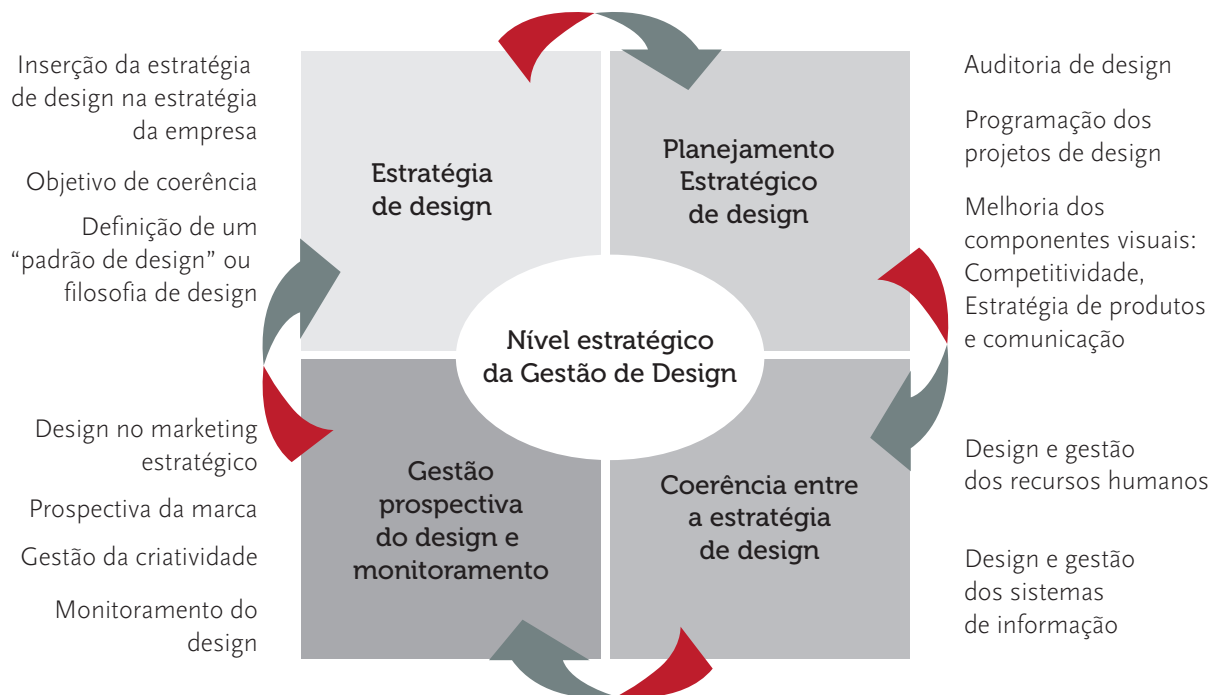 Inserção da estratégia
de design na estratégia
da empresa
Objetivo de coerência
Definição de um
“padrão de design” ou
filosofia de design
Estratégia
de design
Planejamento
Estratégico
de design
Auditoria de design
Programação dos
projetos de design
Melhoria dos
componentes visuais:
Competitividade,
Estratégia de produtos
e comunicação
Nível estratégico
da Gestão de Design
Design no marketing
estratégico
Prospectiva da marca
Gestão da criatividade
Monitoramento do
design
Gestão
prospectiva
do design e
monitoramento
Coerência entre
a estratégia
de design
Design e gestão
dos recursos humanos
Design e gestão
dos sistemas
de informação